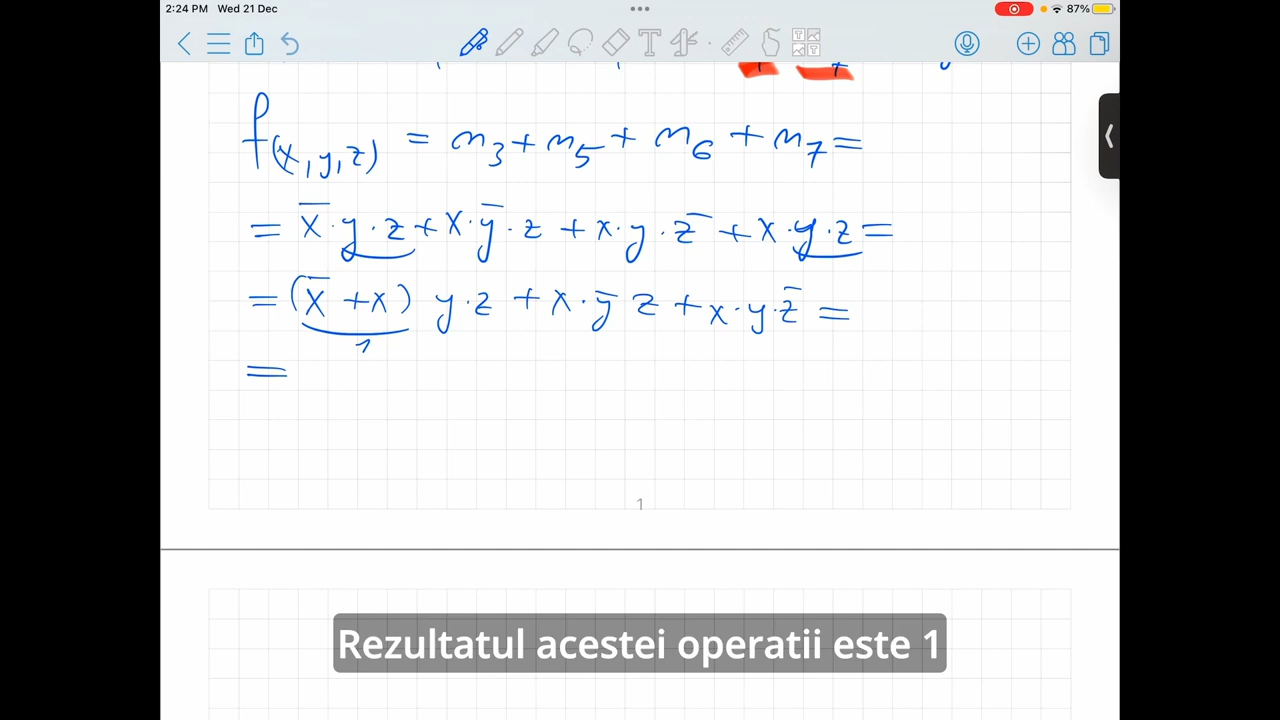 2:24 PM Wed 21 Dec 87%
f(x,y,z) = m₃ + m₅ + m₆ + m₇ =
= x̅·y·z + x·y̅·z + x·y·z̅ + x·y·z =
= (x̅ + x) y·z + x·y̅ z + x·y·z̅ =
1
=
1
Rezultatul acestei operatii este 1